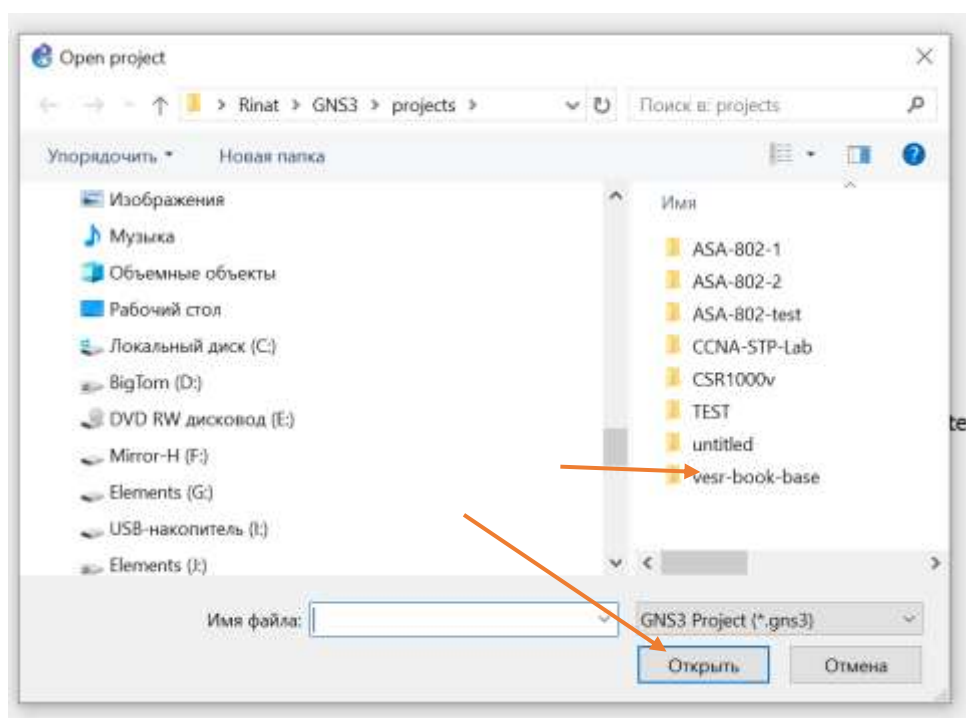 Open project
Rinat > GNS3 > projects >
Поиск в: projects
Упорядочить
Новая папка
Изображения
Музыка
Объемные объекты
Рабочий стол
Локальный диск (C:)
BigTom (D:)
DVD RW дисковод (E:)
Mirror-H (F:)
Elements (G:)
USB-накопитель (I:)
Elements (J:)
Имя
ASA-802-1
ASA-802-2
ASA-802-test
CCNA-STP-Lab
CSR1000v
TEST
untitled
vesr-book-base
te
Имя файла:
GNS3 Project (*.gns3)
Открыть
Отмена